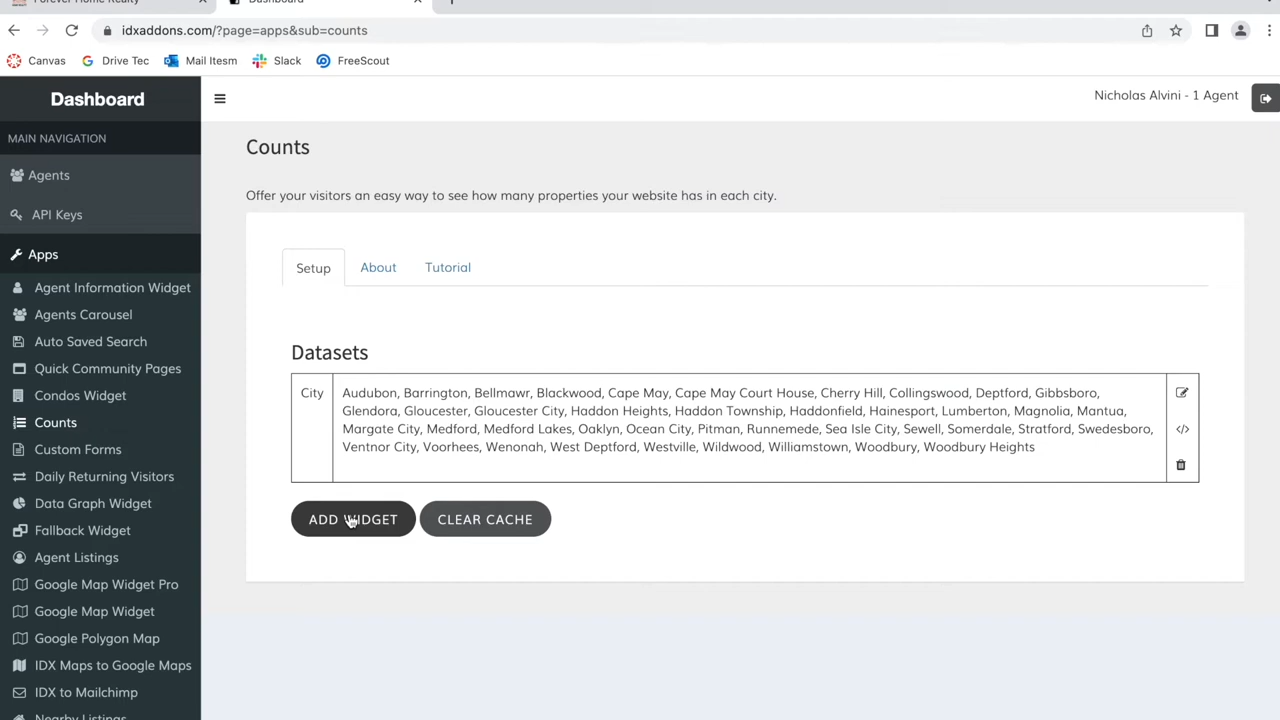 Forever Home Realty
Dashboard
idxaddons.com/?page=apps&sub=counts
Canvas
Drive Tec
Mail Itesm
Slack
FreeScout
Dashboard
Nicholas Alvini - 1 Agent
MAIN NAVIGATION
Agents
API Keys
Apps
Agent Information Widget
Agents Carousel
Auto Saved Search
Quick Community Pages
Condos Widget
Counts
Custom Forms
Daily Returning Visitors
Data Graph Widget
Fallback Widget
Agent Listings
Google Map Widget Pro
Google Map Widget
Google Polygon Map
IDX Maps to Google Maps
IDX to Mailchimp
Nearby Listings
Counts
Offer your visitors an easy way to see how many properties your website has in each city.
Setup
About
Tutorial
Datasets
City
Audubon, Barrington, Bellmawr, Blackwood, Cape May, Cape May Court House, Cherry Hill, Collingswood, Deptford, Gibbsboro,
Glendora, Gloucester, Gloucester City, Haddon Heights, Haddon Township, Haddonfield, Hainesport, Lumberton, Magnolia, Mantua,
Margate City, Medford, Medford Lakes, Oaklyn, Ocean City, Pitman, Runnemede, Sea Isle City, Sewell, Somerdale, Stratford, Swedesboro,
Ventnor City, Voorhees, Wenonah, West Deptford, Westville, Wildwood, Williamstown, Woodbury, Woodbury Heights
ADD WIDGET
CLEAR CACHE